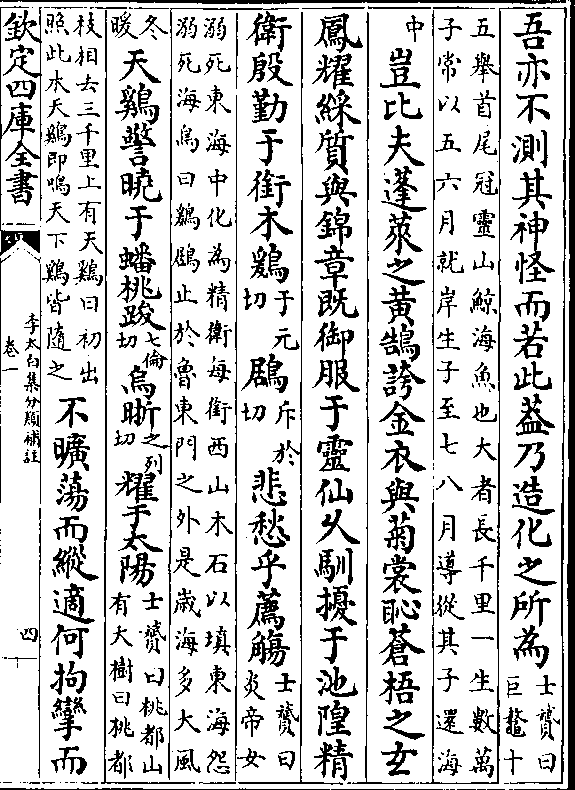 吾亦不測其神怪而若此葢乃造化之所為士贇曰巨鼇十
五舉首尾冠靈山鯨海魚也大者長千里一生數萬
子常以五六月就岸生子至七八月導從其子還海
中豈比夫蓬萊之黄鵠誇金衣與菊裳恥蒼梧之女
鳳耀綵質與錦章既御服于靈仙乆馴擾于池隍精
衛殷勤于銜木鶢于元切鶋斥於切悲愁乎薦觴士贇曰炎帝女
溺死東海中化為精衛每銜西山木石以填東海怨
溺死海鳥曰鶢鶋止於魯東門之外是歲海多大風
冬暖天鷄警曉于蟠桃踆七倫切烏晣之列切耀于太陽士贇曰桃都山有大樹曰桃都
枝相去三千里上有天鷄日初出照此木天鷄即鳴天下鷄皆隨之不曠蕩而縱適何拘攣而
欽定四庫全書
李太白集分類補註
卷一
四